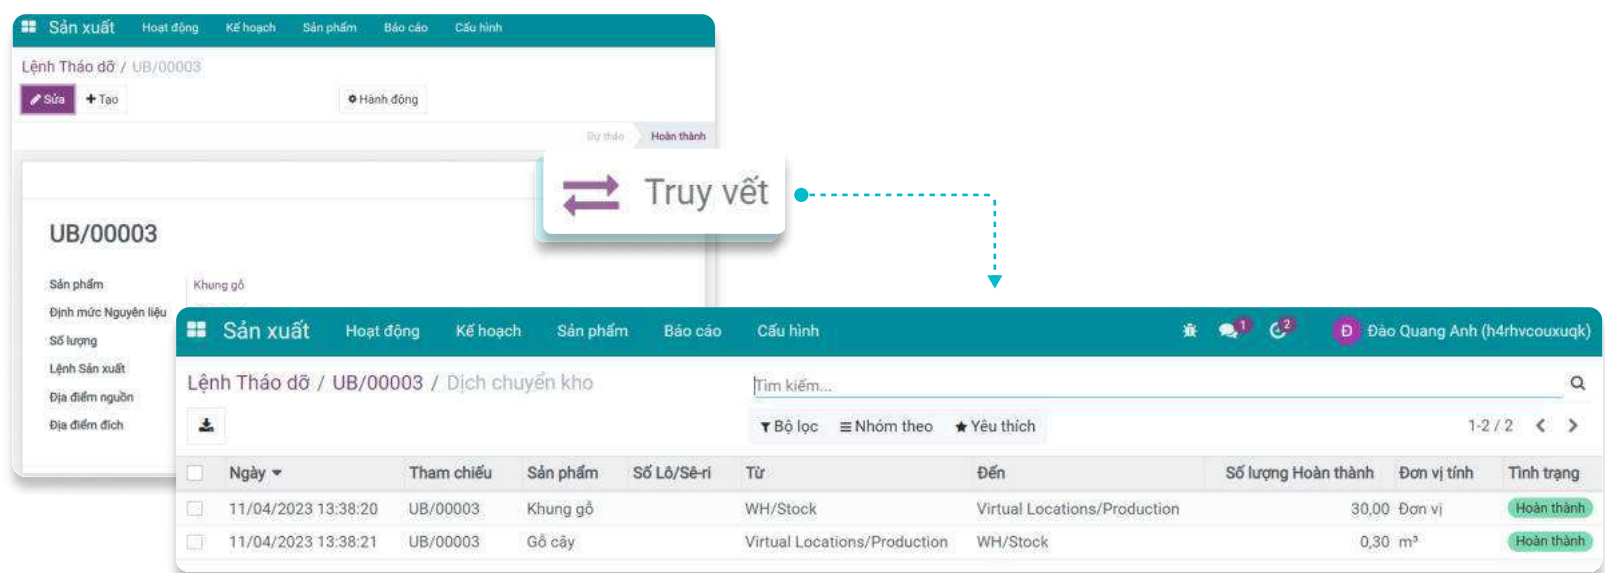 Sản xuất Hoạt động Kế hoạch Sản phẩm Báo cáo Cấu hình
Lệnh Tháo dỡ / UB/00003
Sửa + Tạo Hành động
Dự thảo Hoàn thành
Truy vết
UB/00003
Sản phẩm Khung gỗ
Định mức Nguyên liệu
Số lượng
Lệnh Sản xuất
Địa điểm nguồn
Địa điểm đích
Sản xuất Hoạt động Kế hoạch Sản phẩm Báo cáo Cấu hình 1 2 Đ Đào Quang Anh (h4rhvcouxuqk)
Lệnh Tháo dỡ / UB/00003 / Dịch chuyển kho Tìm kiếm...
Bộ lọc Nhóm theo Yêu thích 1-2 / 2
Ngày Tham chiếu Sản phẩm Số Lô/Sê-ri Từ Đến Số lượng Hoàn thành Đơn vị tính Tình trạng
11/04/2023 13:38:20 UB/00003 Khung gỗ WH/Stock Virtual Locations/Production 30,00 Đơn vị Hoàn thành
11/04/2023 13:38:21 UB/00003 Gỗ cây Virtual Locations/Production WH/Stock 0,30 m³ Hoàn thành